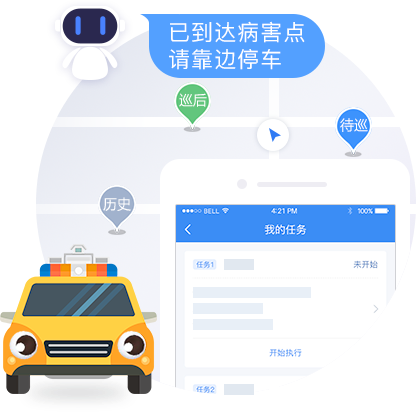 已到达病害点
请靠边停车
巡后
待巡
历史
BELL
4:21 PM
100%
我的任务
任务1
未开始
开始执行
任务2